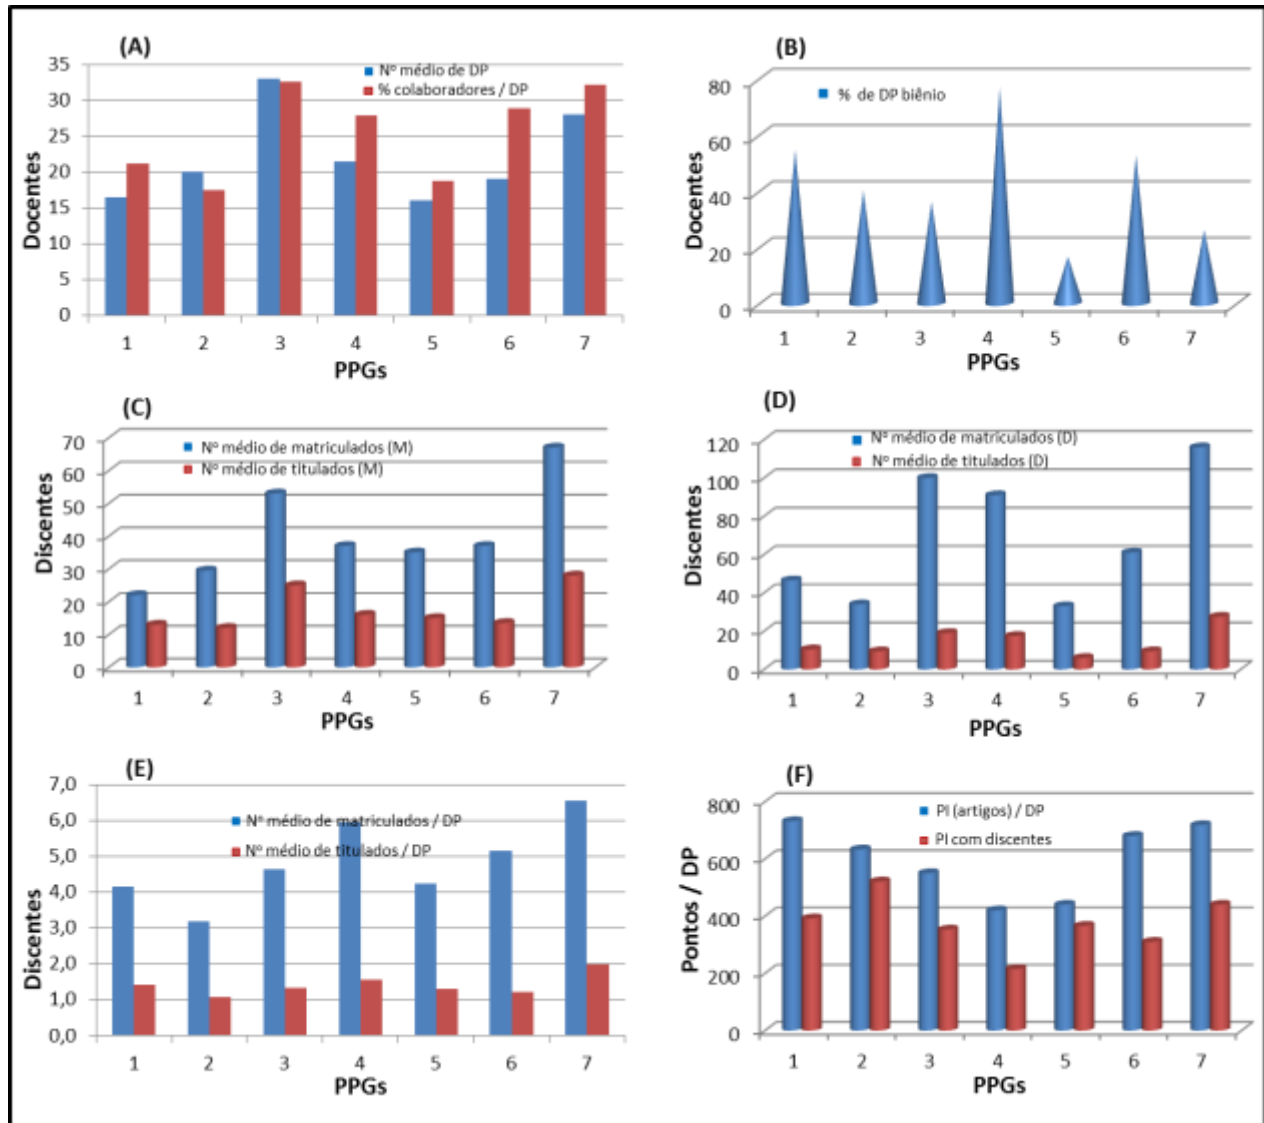 (A)
Nº médio de DP
% colaboradores / DP
35
30
25
20
15
10
5
0
Docentes
1 2 3 4 5 6 7
PPGs
(B)
% de DP biênio
80
60
40
20
0
Docentes
1 2 3 4 5 6 7
PPGs
(C)
Nº médio de matriculados (M)
Nº médio de titulados (M)
70
60
50
40
30
20
10
0
Discentes
1 2 3 4 5 6 7
PPGs
(D)
Nº médio de matriculados (D)
Nº médio de titulados (D)
120
100
80
60
40
20
0
Discentes
1 2 3 4 5 6 7
PPGs
(E)
Nº médio de matriculados / DP
Nº médio de titulados / DP
7,0
6,0
5,0
4,0
3,0
2,0
1,0
0,0
Discentes
1 2 3 4 5 6 7
PPGs
(F)
PI (artigos) / DP
PI com discentes
800
600
400
200
0
Pontos / DP
1 2 3 4 5 6 7
PPGs